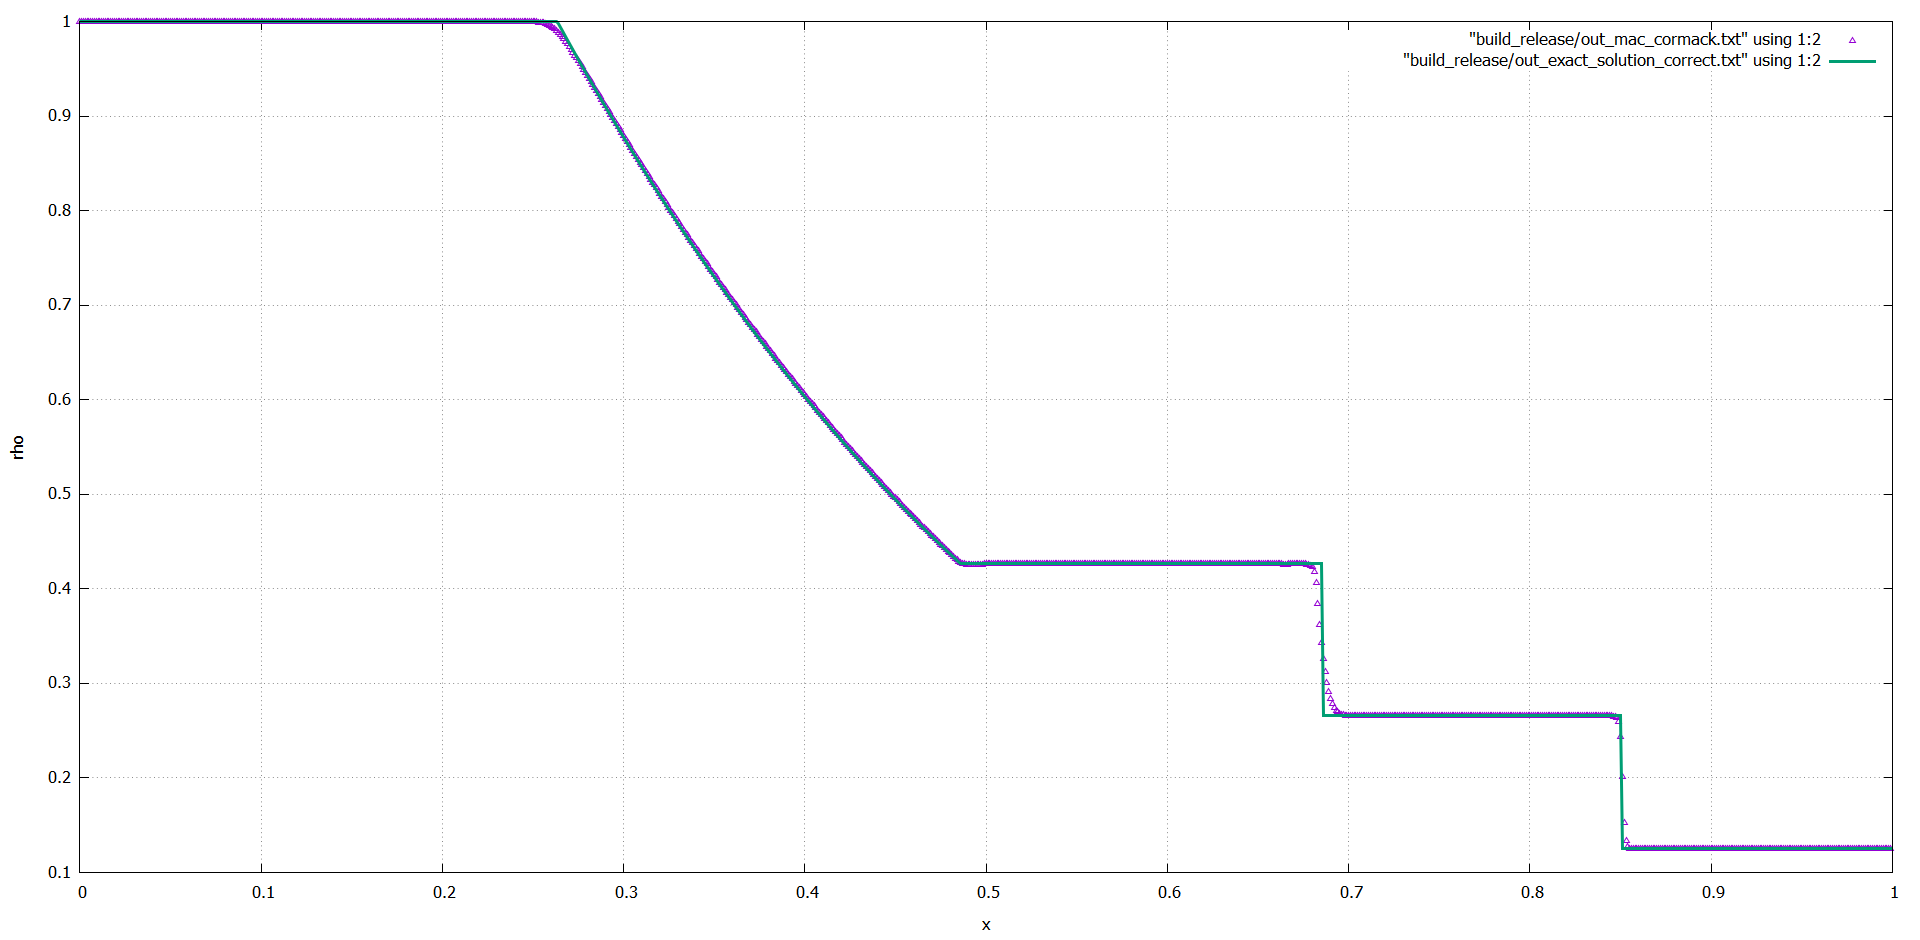 "build_release/out_mac_cormack.txt" using 1:2
"build_release/out_exact_solution_correct.txt" using 1:2
1
0.9
0.8
0.7
0.6
0.5
0.4
0.3
0.2
0.1
rho
0 0.1 0.2 0.3 0.4 0.5 0.6 0.7 0.8 0.9 1
x